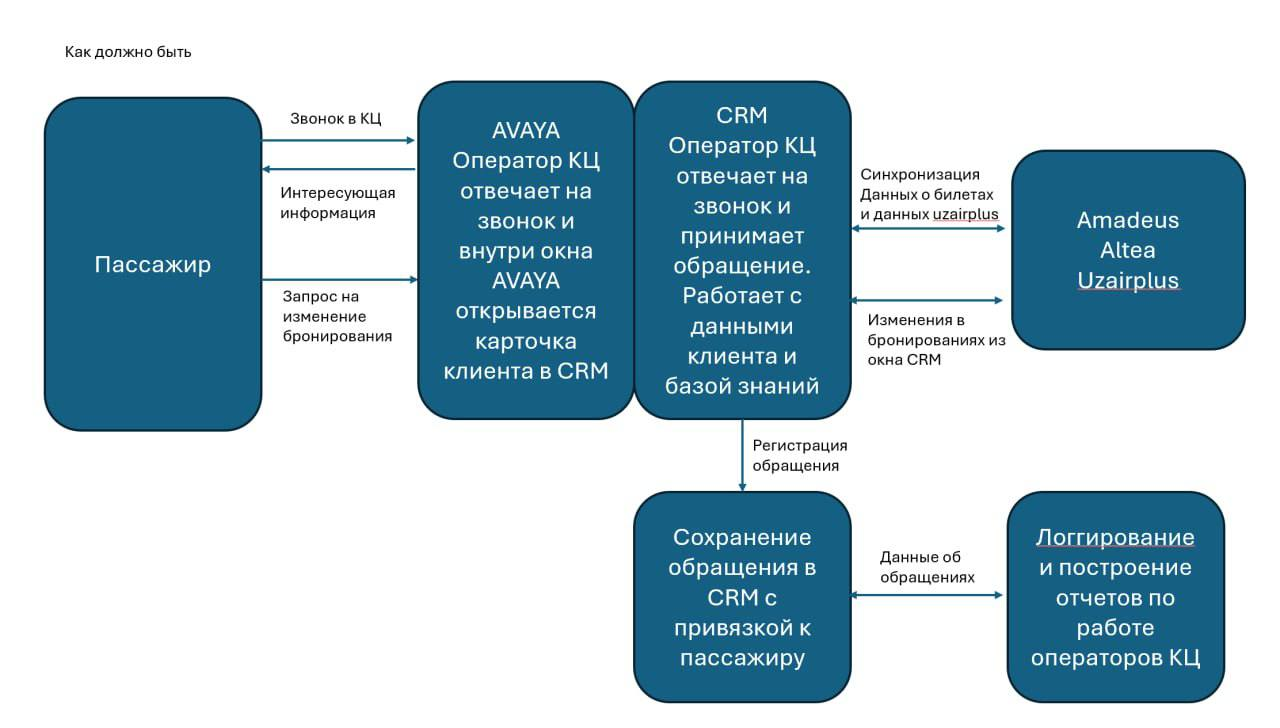 Как должно быть
Пассажир
Звонок в КЦ
Интересующая
информация
Запрос на
изменение
бронирования
AVAYA
Оператор КЦ
отвечает на
звонок и
внутри окна
AVAYA
открывается
карточка
клиента в CRM
CRM
Оператор КЦ
отвечает на
звонок и
принимает
обращение.
Работает с
данными
клиента и
базой знаний
Синхронизация
Данных о билетах
и данных uzairplus
Изменения в
бронированиях из
окна CRM
Amadeus
Altea
Uzairplus
Регистрация
обращения
Сохранение
обращения в
CRM с
привязкой к
пассажиру
Данные об
обращениях
Логгирование
и построение
отчетов по
работе
операторов КЦ